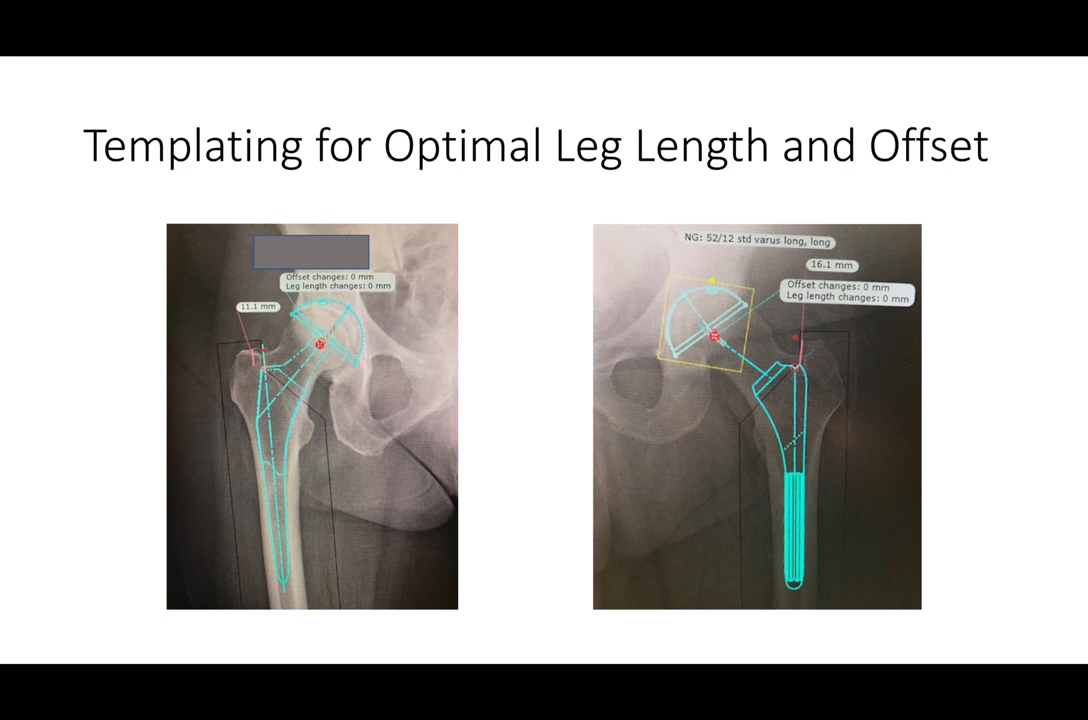 Templating for Optimal Leg Length and Offset
Offset changes: 0 mm
Leg length changes: 0 mm
11.1 mm
NG: 52/12 std varus long, long
16.1 mm
Offset changes: 0 mm
Leg length changes: 0 mm